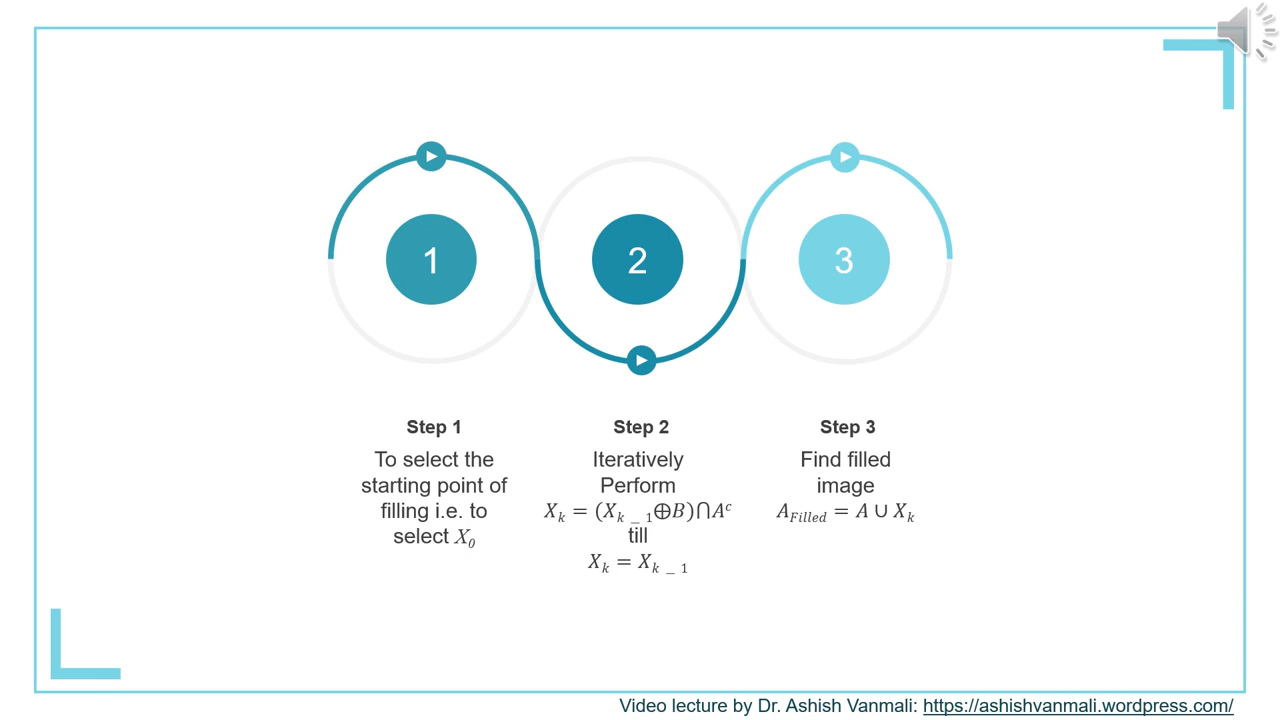 1
2
3
Step 1
To select the
starting point of
filling i.e. to
select X₀
Step 2
Iteratively
Perform
Xₖ = (Xₖ ₋ ₁⊕B)⋂Aᶜ
till
Xₖ = Xₖ ₋ ₁
Step 3
Find filled
image
A_Filled = A ∪ Xₖ
Video lecture by Dr. Ashish Vanmali: https://ashishvanmali.wordpress.com/